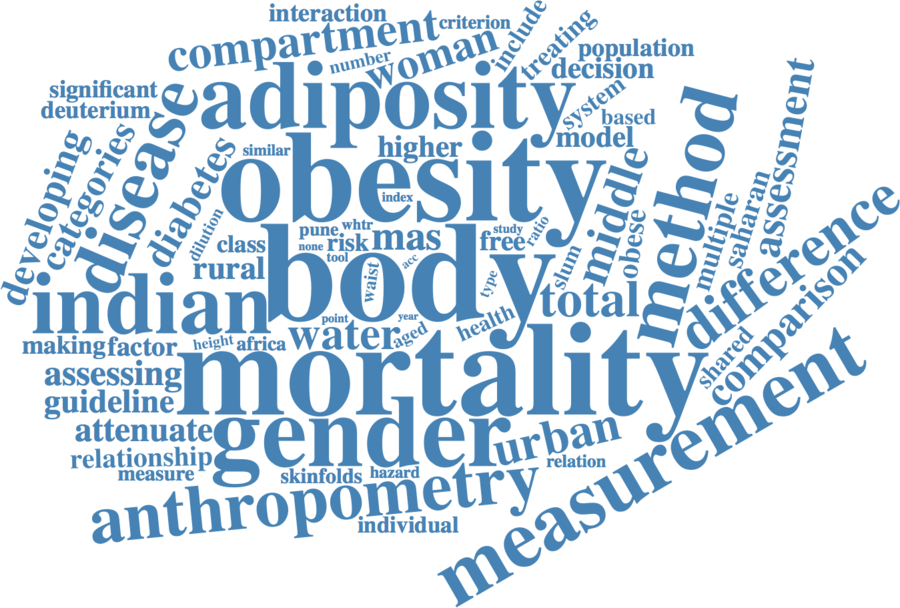 interaction
criterion
include
compartment
number
woman
treating
population
decision
significant
deuterium
disease
adiposity
system
based
model
developing
categories
diabetes
similar
higher
obesity
index
middle
method
assessment
multiple
saharan
dilution
class
pune
whtr
none
risk
mas
tool
free
study
ratio
rural
body
waist
acc
type
slum
obese
difference
indian
total
point
year
health
water
aged
height
africa
making
factor
mortality
shared
comparison
assessing
guideline
attenuate
gender
urban
measurement
relationship
measure
skinfolds
hazard
relation
anthropometry
individual